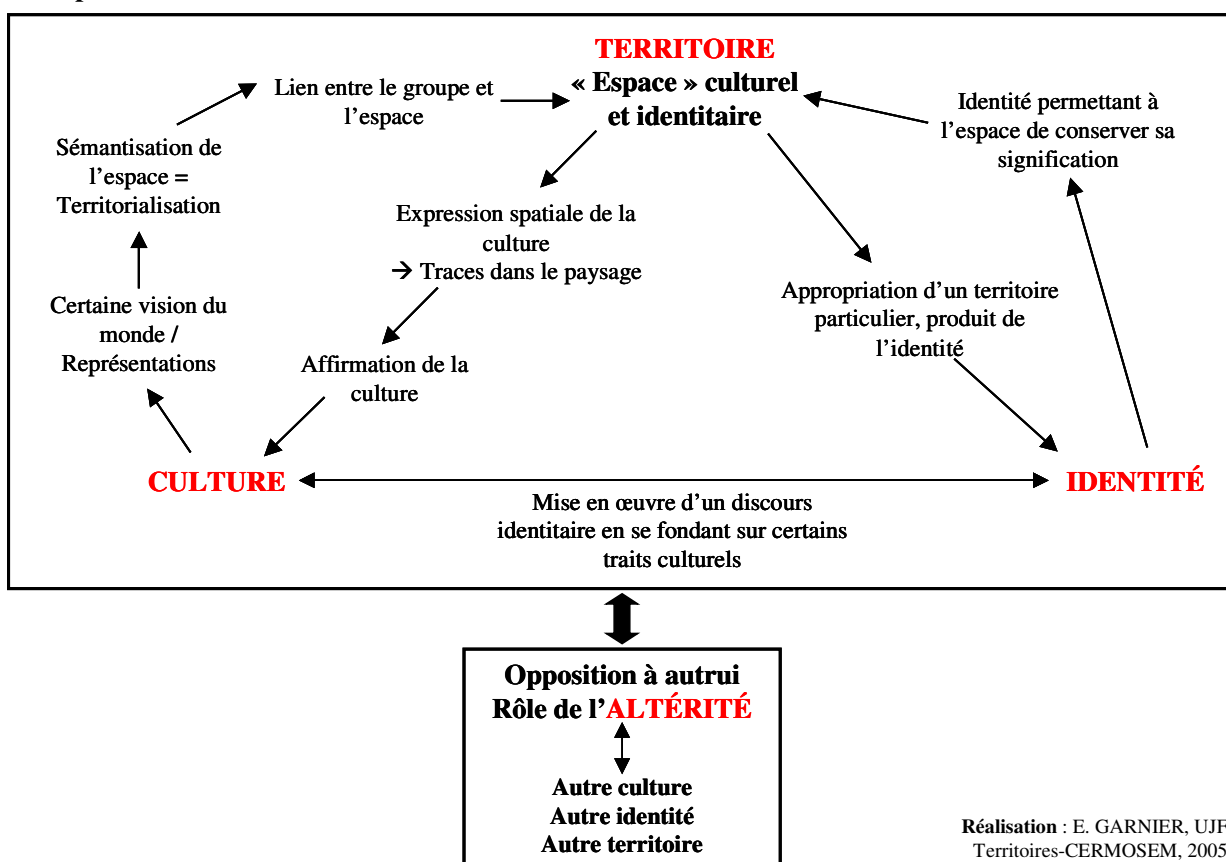 TERRITOIRE
« Espace » culturel
et identitaire
Lien entre le groupe et
l’espace
Identité permettant à
l’espace de conserver sa
signification
Sémantisation de
l’espace =
Territorialisation
Expression spatiale de la
culture
→ Traces dans le paysage
Certaine vision du
monde /
Représentations
Appropriation d’un territoire
particulier, produit de
l’identité
Affirmation de la
culture
CULTURE
IDENTITÉ
Mise en œuvre d’un discours
identitaire en se fondant sur certains
traits culturels
Opposition à autrui
Rôle de l’ALTÉRITÉ
Autre culture
Autre identité
Autre territoire
Réalisation : E. GARNIER, UJF
Territoires-CERMOSEM, 2005